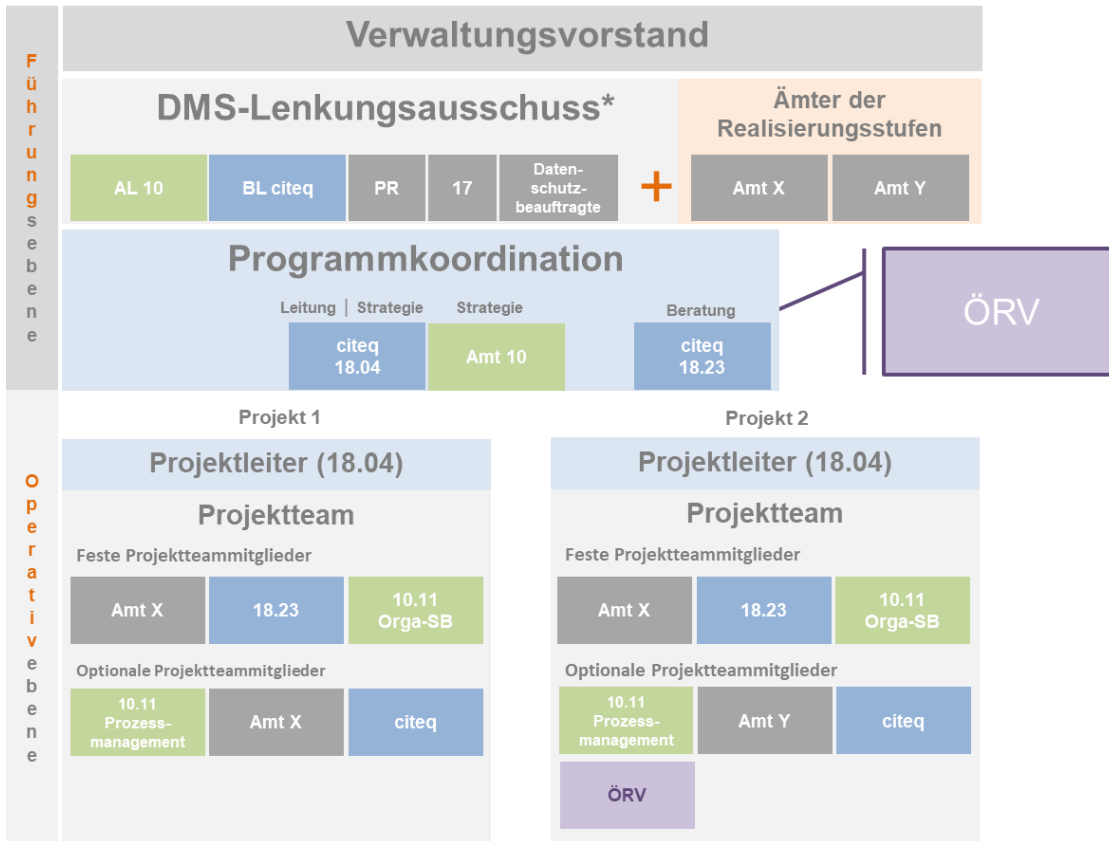 Führungsebene
Verwaltungsvorstand
DMS-Lenkungsausschuss*
AL 10
BL citeq
PR
17
Daten-
schutz-
beauftragte
+
Ämter der
Realisierungsstufen
Amt X
Amt Y
Programmkoordination
Leitung | Strategie
Strategie
Beratung
citeq
18.04
Amt 10
citeq
18.23
ÖRV
Operativebene
Projekt 1
Projektleiter (18.04)
Projektteam
Feste Projektteammitglieder
Amt X
18.23
10.11
Orga-SB
Optionale Projektteammitglieder
10.11
Prozess-
management
Amt X
citeq
Projekt 2
Projektleiter (18.04)
Projektteam
Feste Projektteammitglieder
Amt X
18.23
10.11
Orga-SB
Optionale Projektteammitglieder
10.11
Prozess-
management
Amt Y
citeq
ÖRV